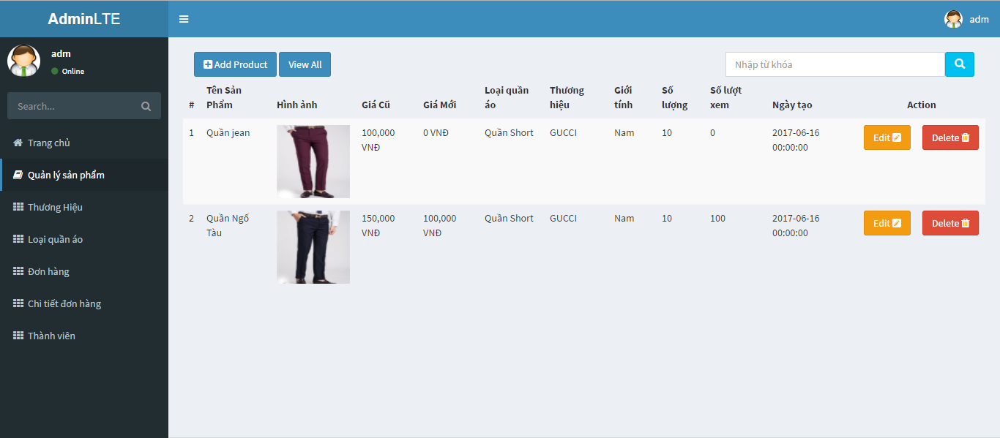 AdminLTE
adm
adm
Online
Search...
Trang chủ
Quản lý sản phẩm
Thương Hiệu
Loại quần áo
Đơn hàng
Chi tiết đơn hàng
Thành viên
Add Product View All
Nhập từ khóa
# Tên Sản Phẩm Hình ảnh Giá Cũ Giá Mới Loại quần áo Thương hiệu Giới tính Số lượng Số lượt xem Ngày tạo Action
1 Quần jean 100,000 VNĐ 0 VNĐ Quần Short GUCCI Nam 10 0 2017-06-16 00:00:00 Edit Delete
2 Quần Ngố Tàu 150,000 VNĐ 100,000 VNĐ Quần Short GUCCI Nam 10 100 2017-06-16 00:00:00 Edit Delete